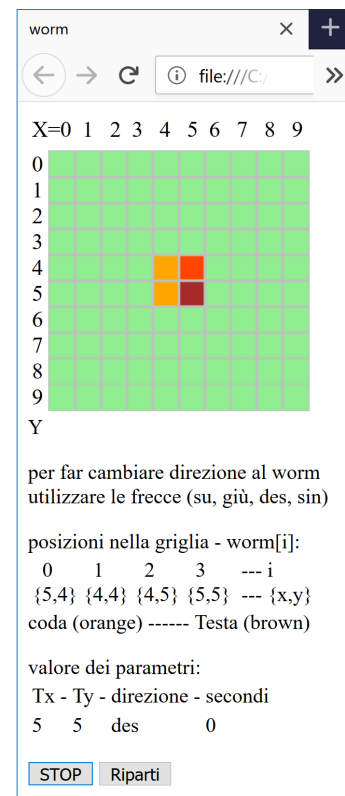 worm
file:///C:/
X=0 1 2 3 4 5 6 7 8 9
0
1
2
3
4
5
6
7
8
9
Y
per far cambiare direzione al worm
utilizzare le frecce (su, giù, des, sin)
posizioni nella griglia - worm[i]:
0 1 2 3 --- i
{5,4} {4,4} {4,5} {5,5} --- {x,y}
coda (orange) ------ Testa (brown)
valore dei parametri:
Tx - Ty - direzione - secondi
5 5 des 0
STOP Riparti